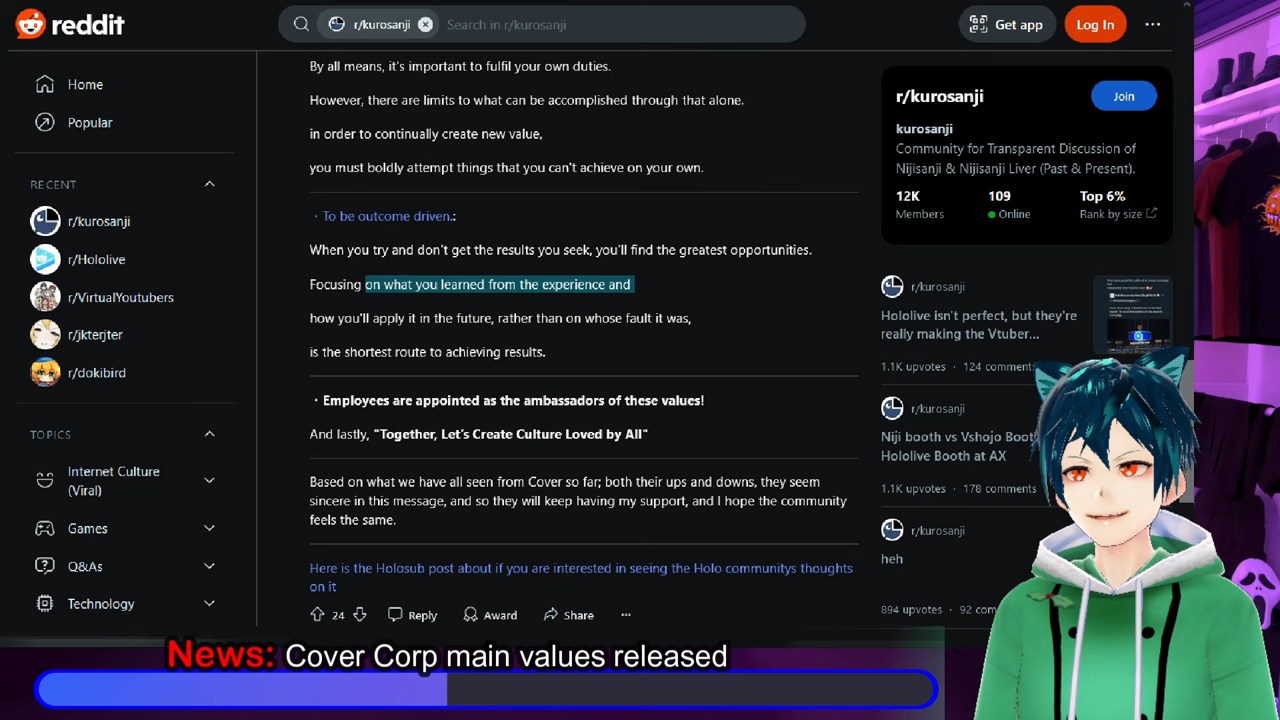 reddit
r/kurosanji
Search in r/kurosanji
Get app
Log In
Home
Popular
RECENT
r/kurosanji
r/Hololive
r/VirtualYoutubers
r/jkterjter
r/dokibird
TOPICS
Internet Culture
(Viral)
Games
Q&As
Technology
By all means, it's important to fulfil your own duties.
However, there are limits to what can be accomplished through that alone.
in order to continually create new value,
you must boldly attempt things that you can't achieve on your own.
· To be outcome driven.:
When you try and don't get the results you seek, you'll find the greatest opportunities.
Focusing on what you learned from the experience and
how you'll apply it in future, rather than on whose fault it was,
is the shortest route to achieving results.
· Employees are appointed as the ambassadors of these values!
And lastly, "Together, Let's Create Culture Loved by All"
Based on what we have all seen from Cover so far; both their ups and downs, they seem
sincere in this message, and so they will keep having my support, and I hope the community
feels the same.
Here is the Holosub post about if you are interested in seeing the Holo communitys thoughts
on it
24
Reply
Award
Share
r/kurosanji
Join
kurosanji
Community for Transparent Discussion of
Nijisanji & Nijisanji Liver (Past & Present).
12K
109
Top 6%
Members
Online
Rank by size
r/kurosanji
Hololive isn't perfect, but they're
really making the Vtuber...
1.1K upvotes · 124 comments
r/kurosanji
Niji booth vs Vshojo Boot
Hololive Booth at AX
1.1K upvotes · 178 comments
r/kurosanji
heh
894 upvotes · 92 com
News: Cover Corp main values released